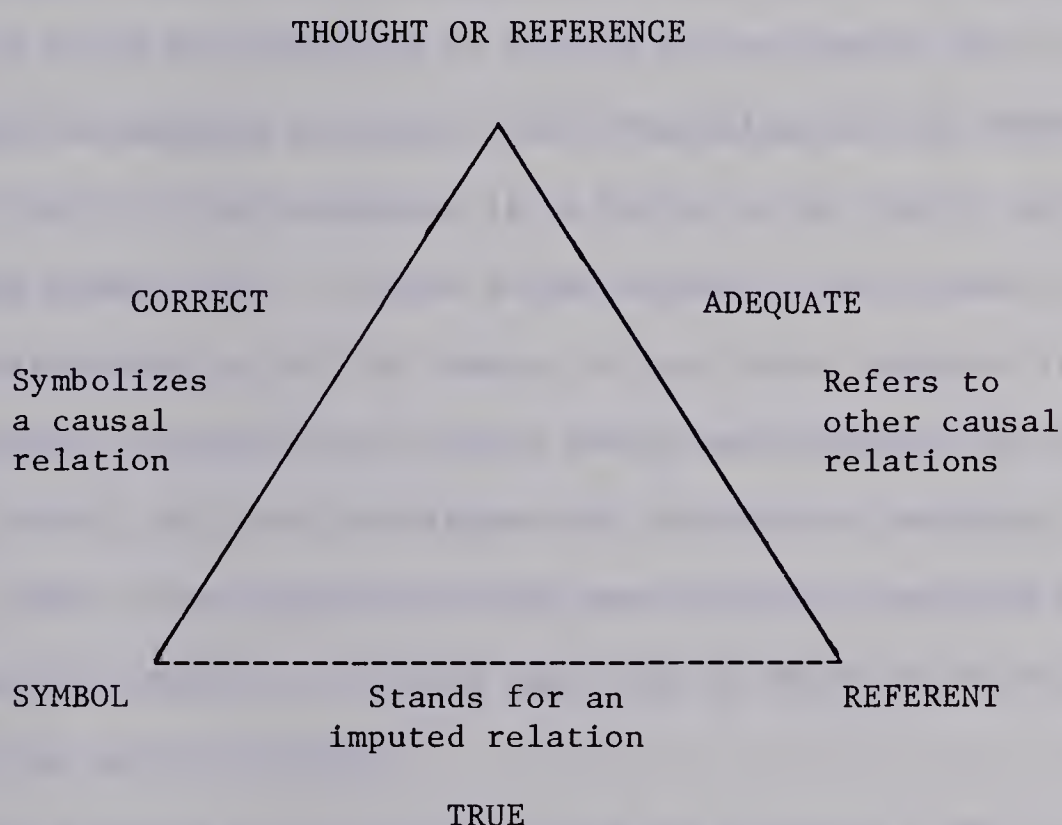 THOUGHT OR REFERENCE
CORRECT
ADEQUATE
Symbolizes
a causal
relation
Refers to
other causal
relations
SYMBOL
Stands for an
imputed relation
REFERENT
TRUE